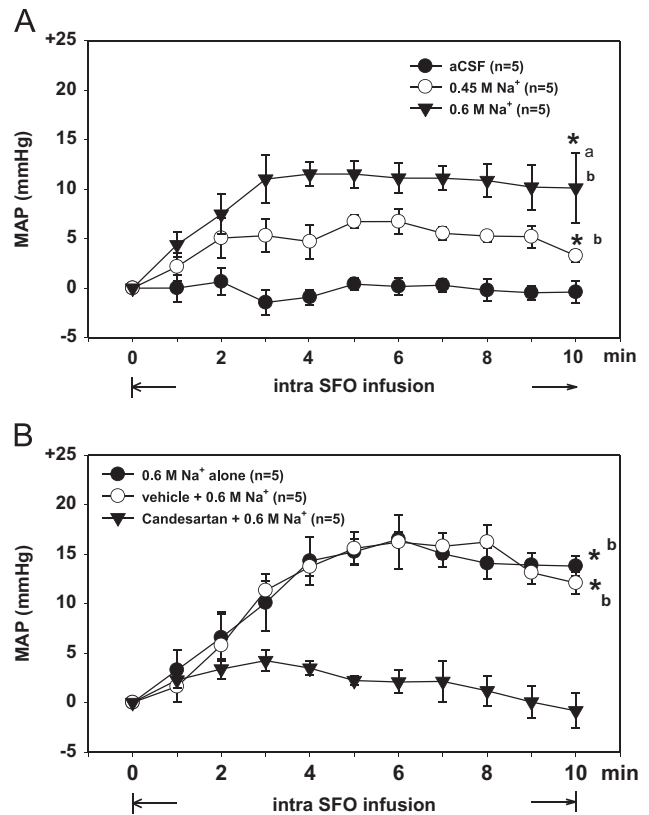 A
+25
20
15
10
5
0
-5
MAP (mmHg)
aCSF (n=5)
0.45 M Na+ (n=5)
0.6 M Na+ (n=5)
* a
b
* b
0 2 4 6 8 10 min
intra SFO infusion
B
+25
20
15
10
5
0
-5
MAP (mmHg)
0.6 M Na+ alone (n=5)
vehicle + 0.6 M Na+ (n=5)
Candesartan + 0.6 M Na+ (n=5)
* b
* b
0 2 4 6 8 10 min
intra SFO infusion